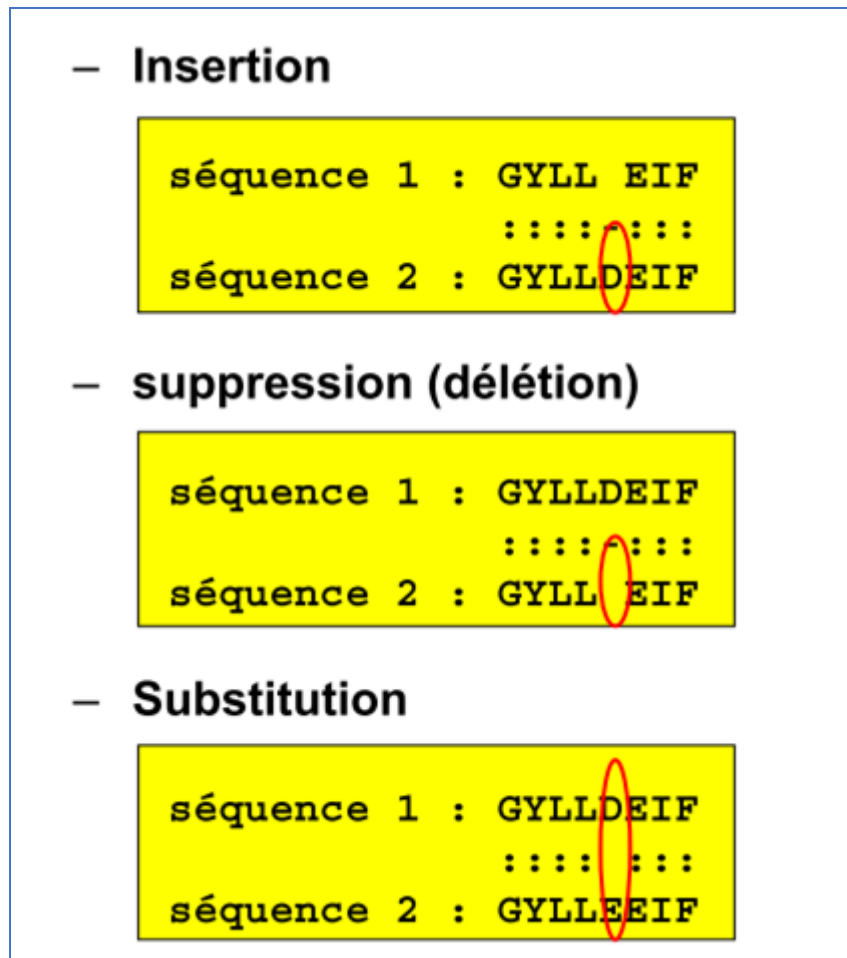 – Insertion
séquence 1 : GYLL EIF
::::-:::
séquence 2 : GYLLDEIF
– suppression (délétion)
séquence 1 : GYLLDEIF
::::-:::
séquence 2 : GYLL EIF
– Substitution
séquence 1 : GYLLDEIF
:::: :::
séquence 2 : GYLLEEIF